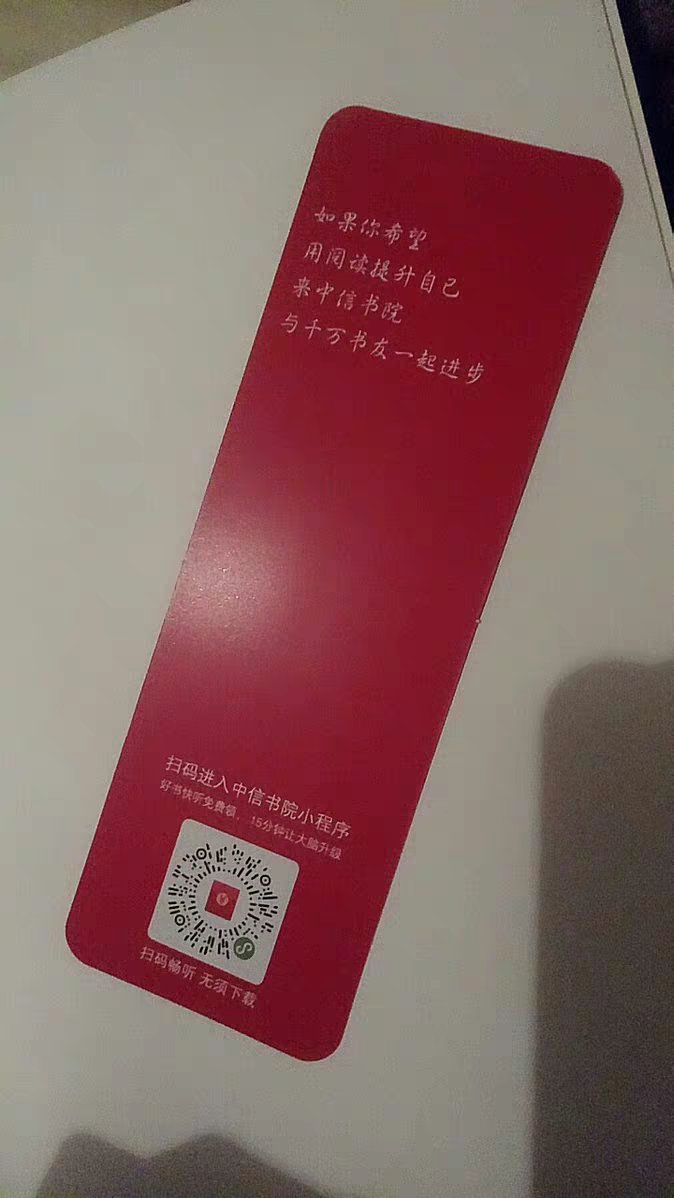 如果你希望
用阅读提升自己
来中信书院
与千万书友一起进步
扫码进入中信书院小程序
好书快听免费领，15分钟让大脑升级
扫码畅听 无须下载